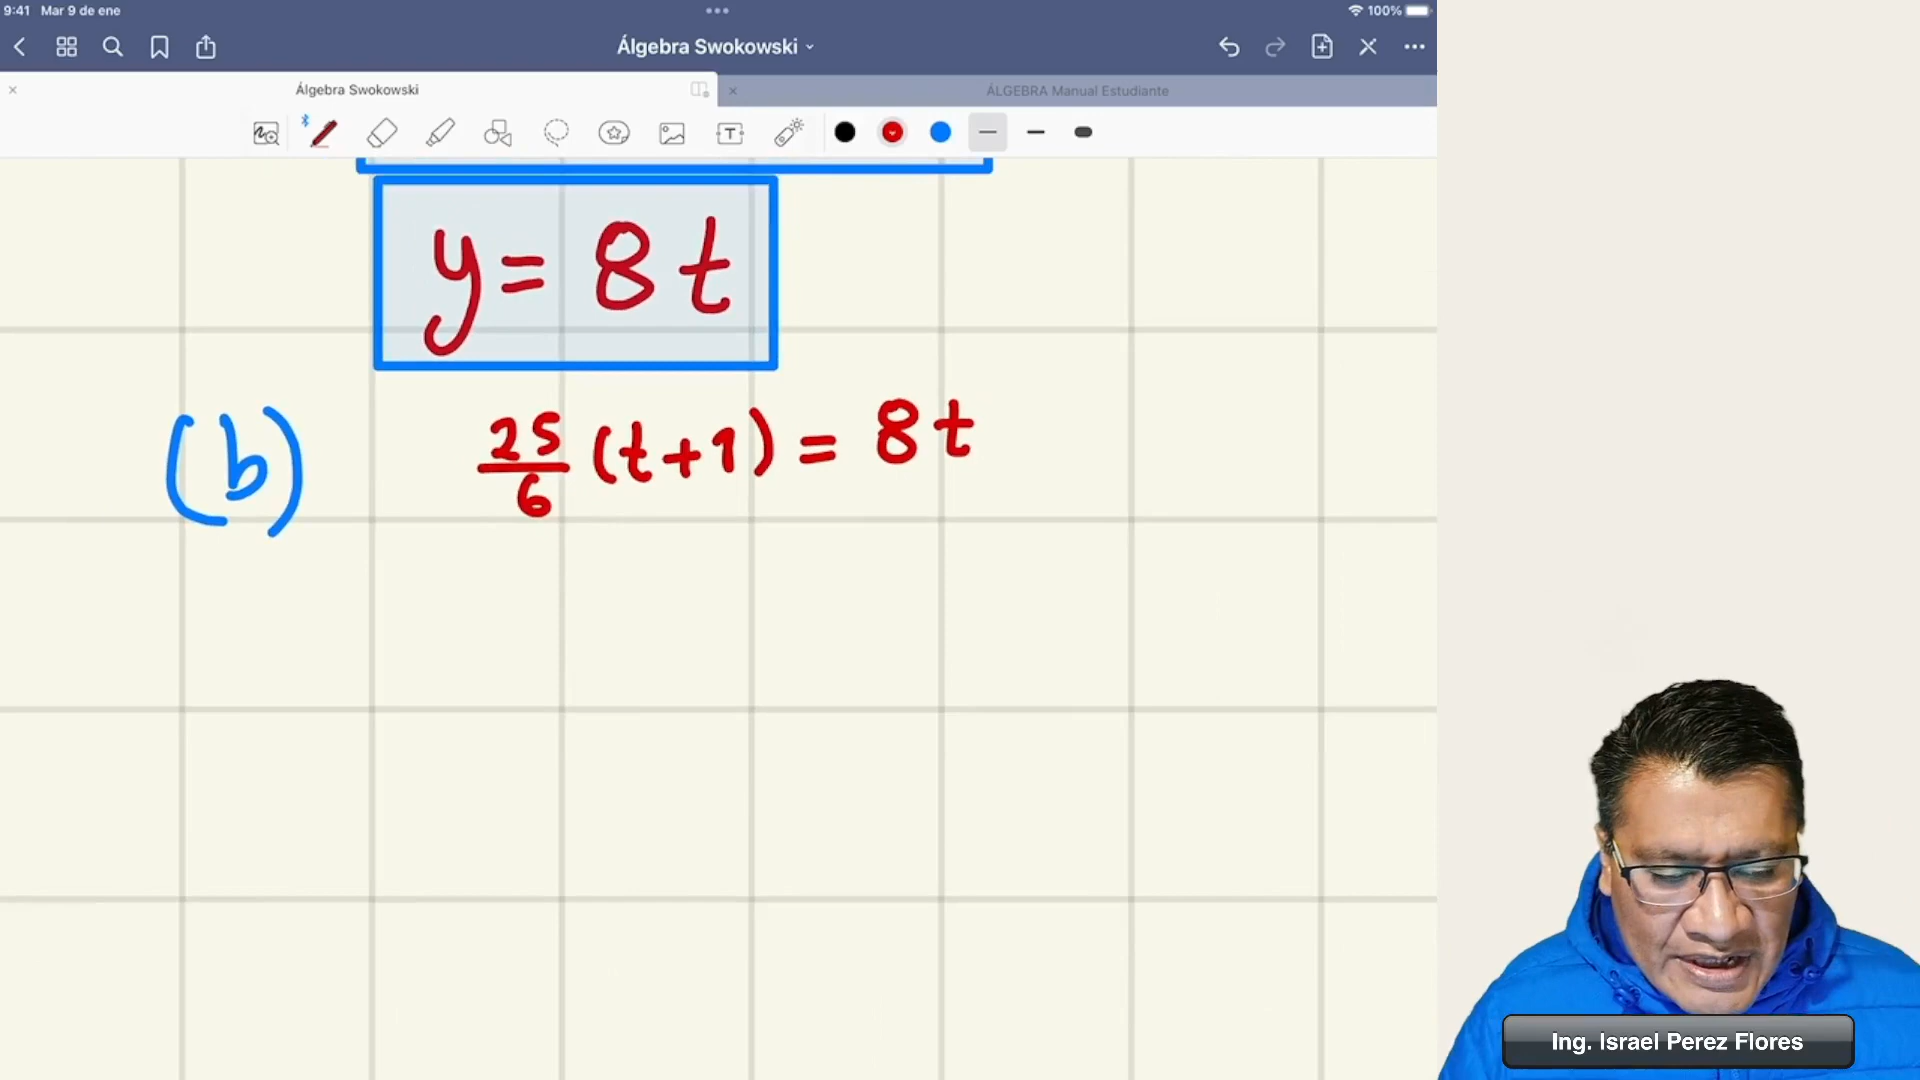 9:41 Mar 9 de ene
100%
Álgebra Swokowski
Álgebra Swokowski
ÁLGEBRA Manual Estudiante
T
y = 8t
(b) 25/6 (t+1) = 8t
Ing. Israel Perez Flores